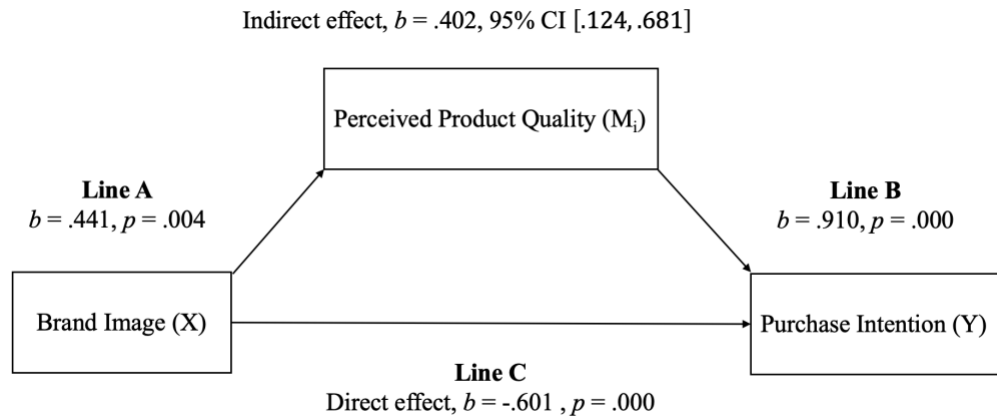 Indirect effect, b = .402, 95% CI [.124, .681]
Perceived Product Quality (Mi)
Line A
b = .441, p = .004
Line B
b = .910, p = .000
Brand Image (X)
Purchase Intention (Y)
Line C
Direct effect, b = -.601 , p = .000